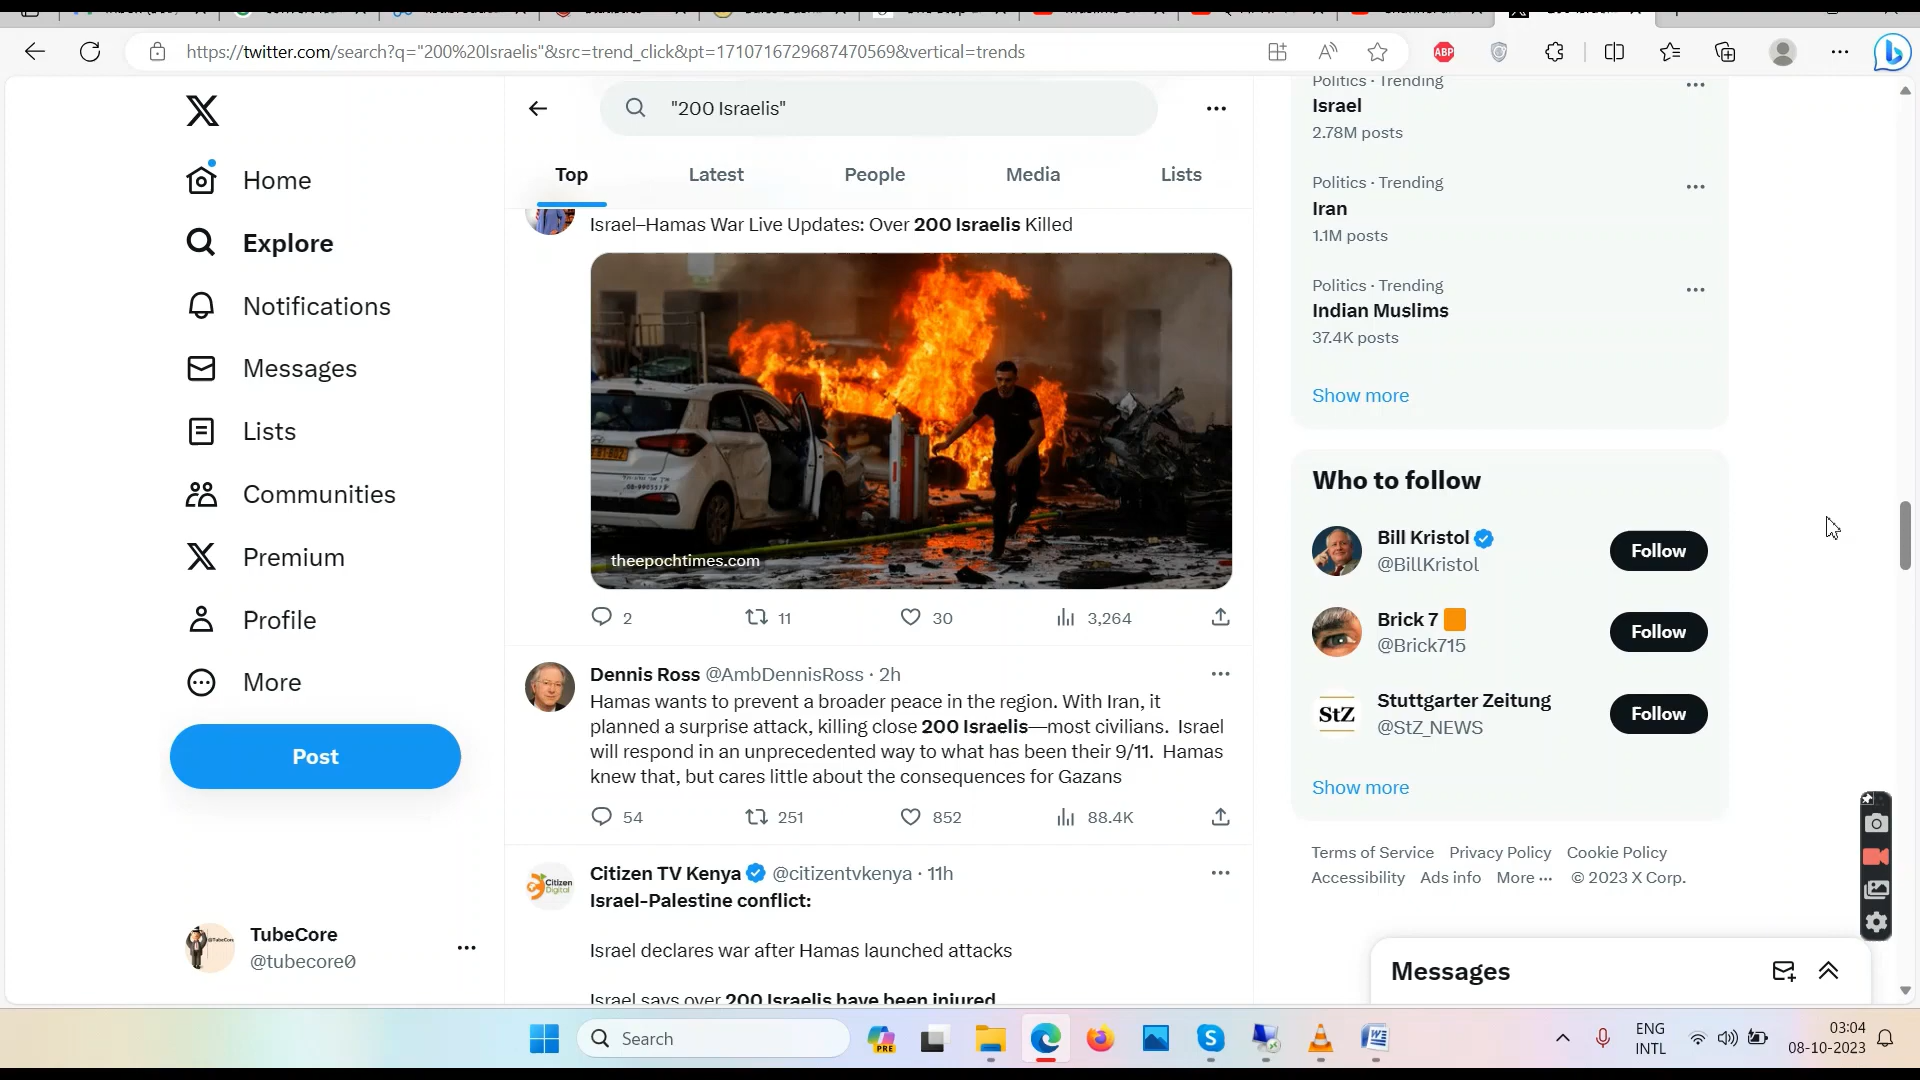 https://twitter.com/search?q="200%20Israelis"&src=trend_click&pt=1710716729687470569&vertical=trends
ABP
"200 Israelis"
Top Latest People Media Lists
Home
Explore
Notifications
Messages
Lists
Communities
Premium
Profile
More
Post
TubeCore
@tubecore0
Israel–Hamas War Live Updates: Over 200 Israelis Killed
theepochtimes.com
2 11 30 3,264
Dennis Ross @AmbDennisRoss · 2h
Hamas wants to prevent a broader peace in the region. With Iran, it
planned a surprise attack, killing close 200 Israelis—most civilians. Israel
will respond in an unprecedented way to what has been their 9/11. Hamas
knew that, but cares little about the consequences for Gazans
54 251 852 88.4K
Citizen TV Kenya @citizentvkenya · 11h
Israel-Palestine conflict:
Israel declares war after Hamas launched attacks
Israel says over 200 Israelis have been injured
Citizen
Digital
Politics · Trending
Israel
2.78M posts
Politics · Trending
Iran
1.1M posts
Politics · Trending
Indian Muslims
37.4K posts
Show more
Who to follow
Bill Kristol
@BillKristol
Follow
Brick 7
@Brick715
Follow
StZ
Stuttgarter Zeitung
@StZ_NEWS
Follow
Show more
Terms of Service Privacy Policy Cookie Policy
Accessibility Ads info More ··· © 2023 X Corp.
Messages
Search
PRE
ENG
INTL
03:04
08-10-2023